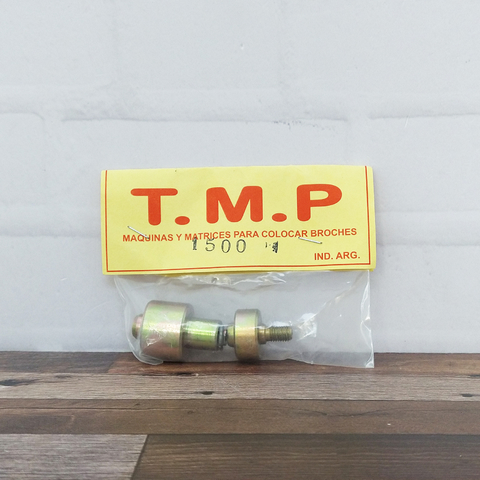 T.M.P
MAQUINAS Y MATRICES PARA COLOCAR BROCHES
1500
IND. ARG.